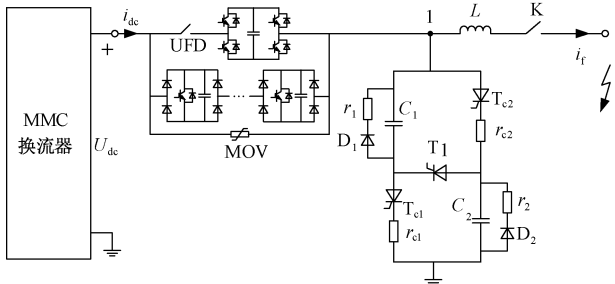 MMC
换流器
i_dc
+
U_dc
UFD
MOV
1
L
K
i_f
r_1
C_1
D_1
T_c2
r_c2
T1
T_c1
r_c1
C_2
r_2
D_2